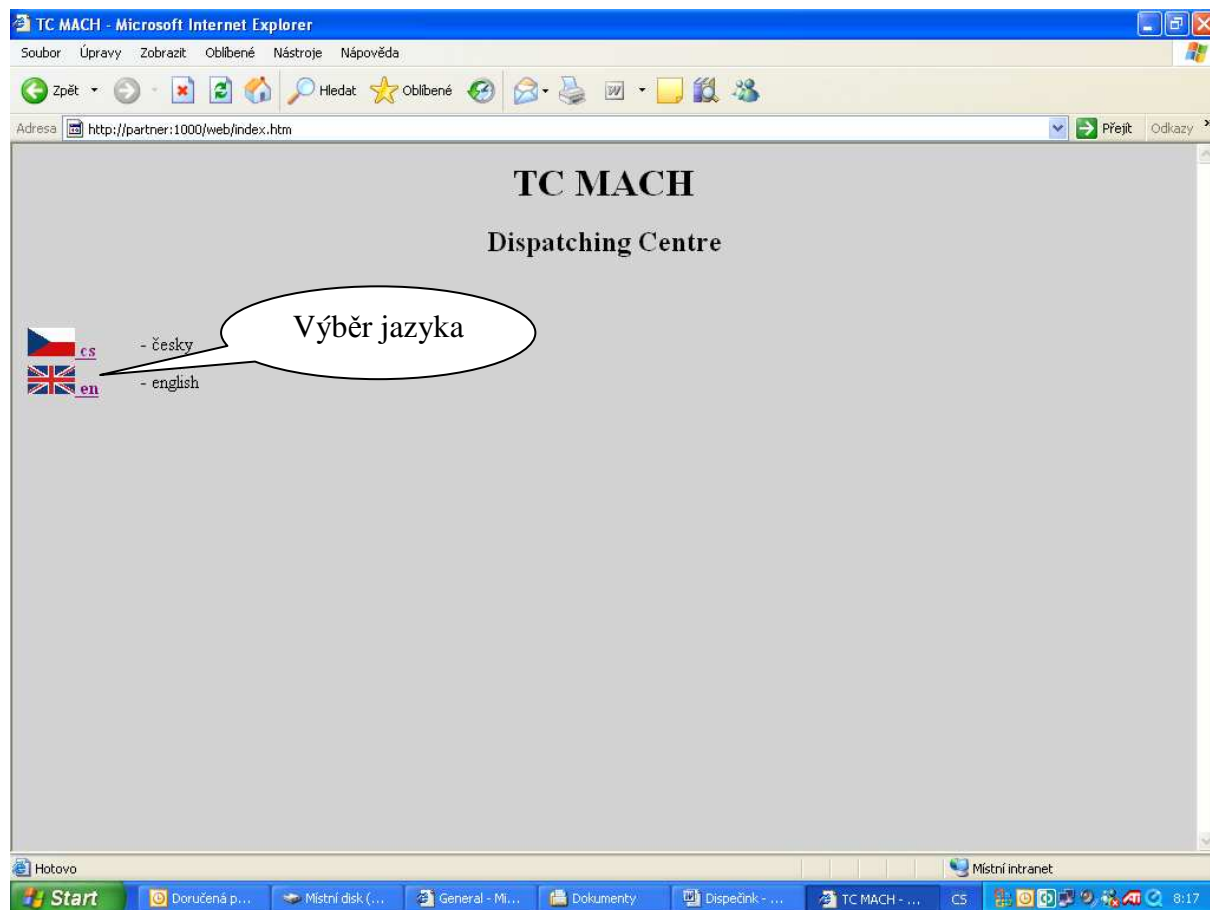 TC MACH - Microsoft Internet Explorer
Soubor Úpravy Zobrazit Oblíbené Nástroje Nápověda
Zpět Hledat Oblíbené
Adresa http://partner:1000/web/index.htm Přejít Odkazy »
TC MACH
Dispatching Centre
Výběr jazyka
cs - česky
en - english
Hotovo Místní intranet
Start Doručená p... Místní disk (... General - Mi... Dokumenty Dispečink - ... TC MACH - ... CS 8:17